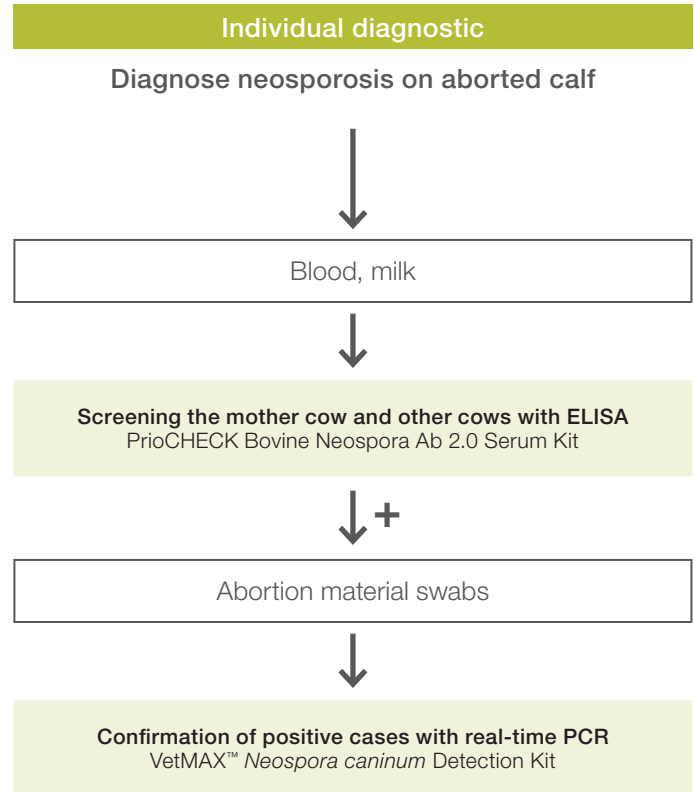 Individual diagnostic
Diagnose neosporosis on aborted calf
Blood, milk
Screening the mother cow and other cows with ELISA
PrioCHECK Bovine Neospora Ab 2.0 Serum Kit
+
Abortion material swabs
Confirmation of positive cases with real-time PCR
VetMAX™ Neospora caninum Detection Kit